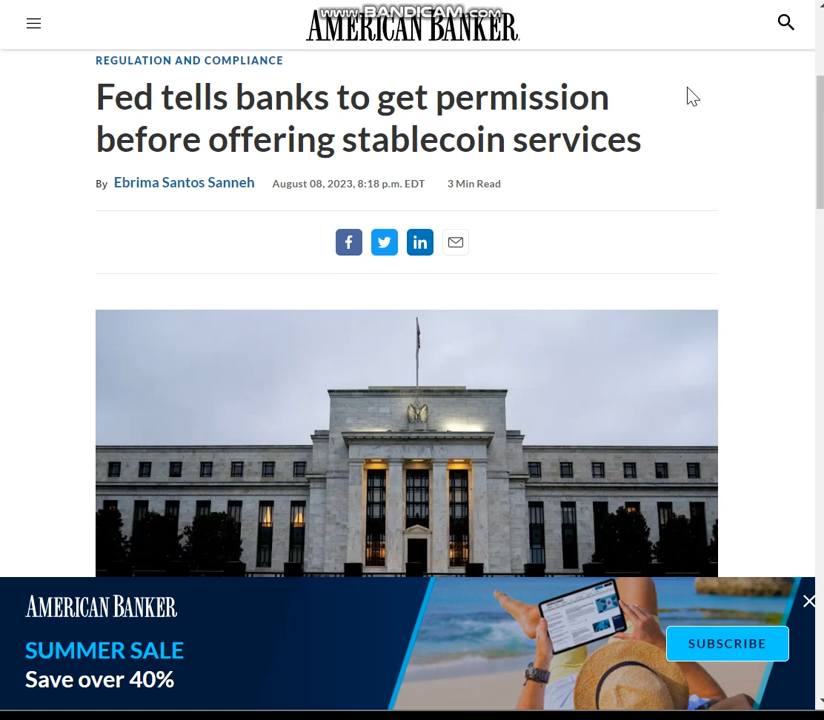 www.BANDICAM.com
AMERICAN BANKER
REGULATION AND COMPLIANCE
Fed tells banks to get permission
before offering stablecoin services
By Ebrima Santos Sanneh August 08, 2023, 8:18 p.m. EDT 3 Min Read
AMERICAN BANKER
SUMMER SALE
Save over 40%
SUBSCRIBE